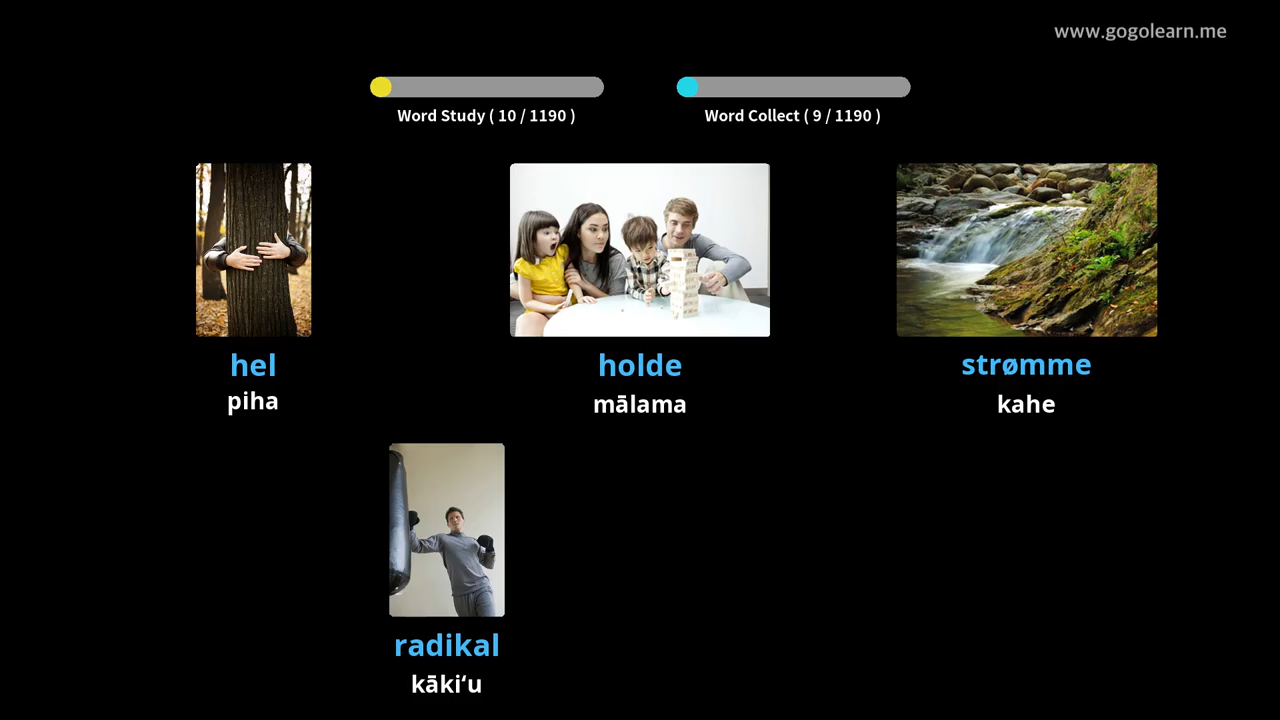 www.gogolearn.me
Word Study ( 10 / 1190 )
Word Collect ( 9 / 1190 )
hel
piha
holde
mālama
strømme
kahe
radikal
kākiʻu